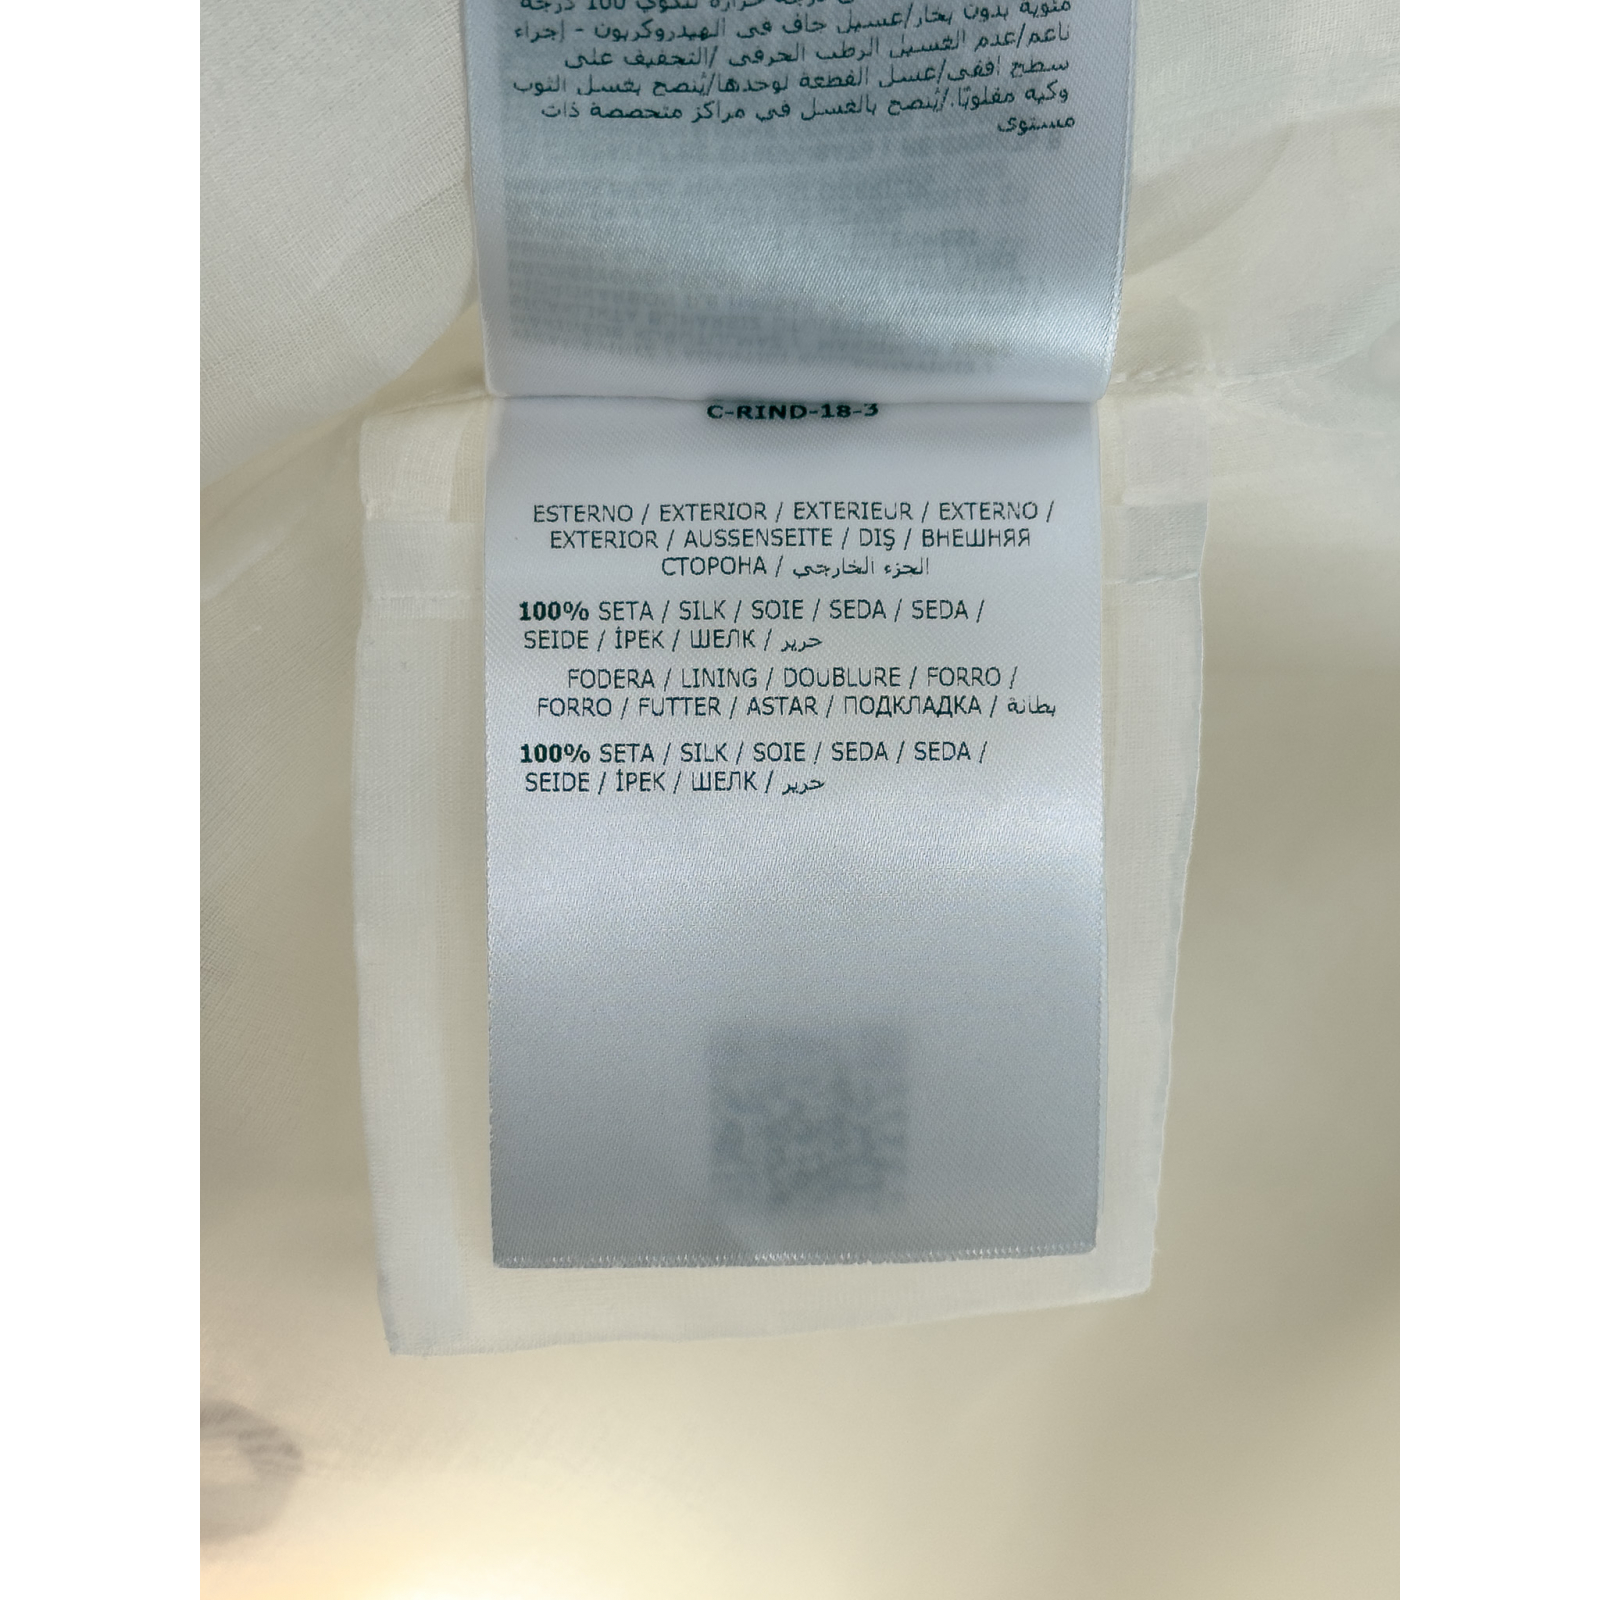 مئوية بدون بخار/غسيل جاف في الهيدروكربون - إجراء
ناعم/عدم الغسيل الرطب الحرفي /التجفيف على
سطح افقي/غسل القطعة لوحدها/يُنصح بغسل الثوب
وكيه مقلوبًا./يُنصح بالغسل في مراكز متخصصة ذات
مستوى
C-RIND-18-3
ESTERNO / EXTERIOR / EXTERIEUR / EXTERNO /
EXTERIOR / AUSSENSEITE / DIŞ / ВНЕШНЯЯ
СТОРОНА / الجزء الخارجي
100% SETA / SILK / SOIE / SEDA / SEDA /
SEIDE / İPEK / ШЕЛК / حرير
FODERA / LINING / DOUBLURE / FORRO /
FORRO / FUTTER / ASTAR / ПОДКЛАДКА / بطانة
100% SETA / SILK / SOIE / SEDA / SEDA /
SEIDE / İPEK / ШЕЛК / حرير